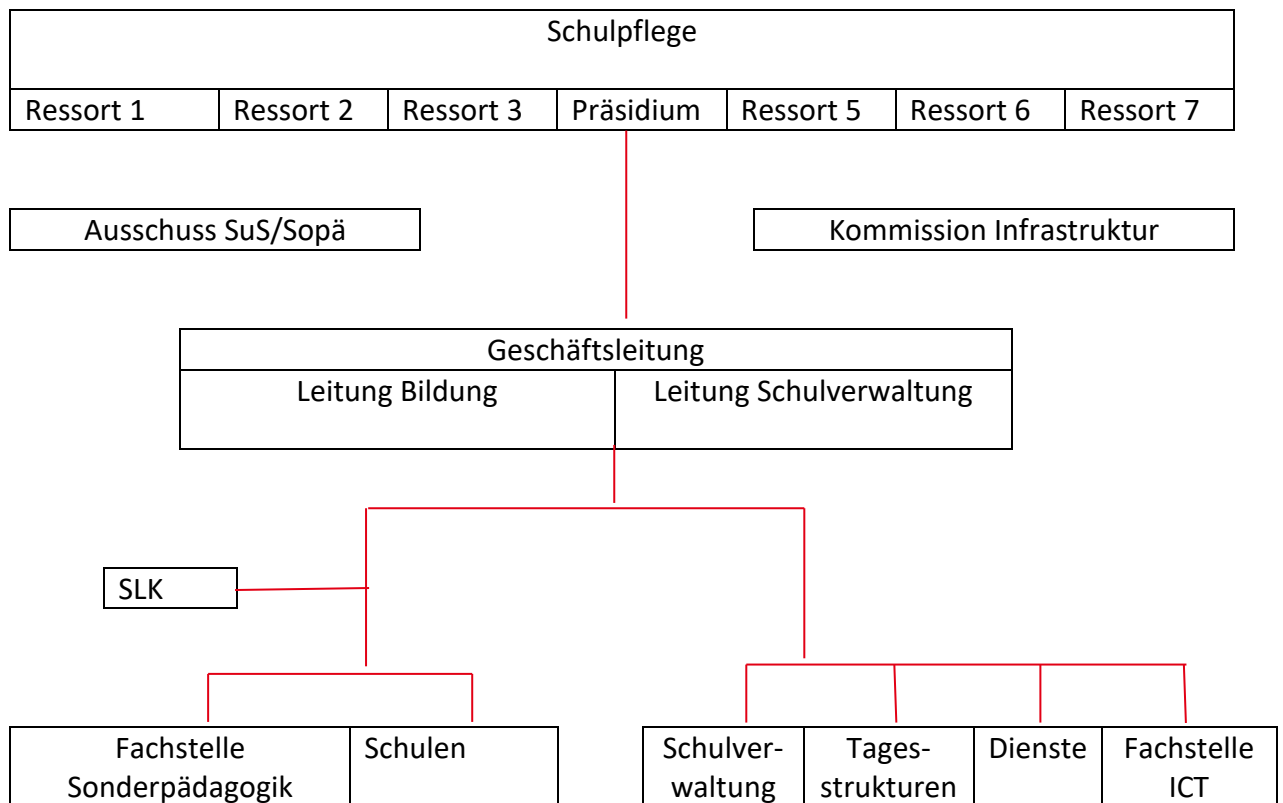 Schulpflege
Ressort 1 Ressort 2 Ressort 3 Präsidium Ressort 5 Ressort 6 Ressort 7
Ausschuss SuS/Sopä Kommission Infrastruktur
Geschäftsleitung
Leitung Bildung Leitung Schulverwaltung
SLK
Fachstelle
Sonderpädagogik
Schulen
Schulver-
waltung
Tages-
strukturen
Dienste
Fachstelle
ICT